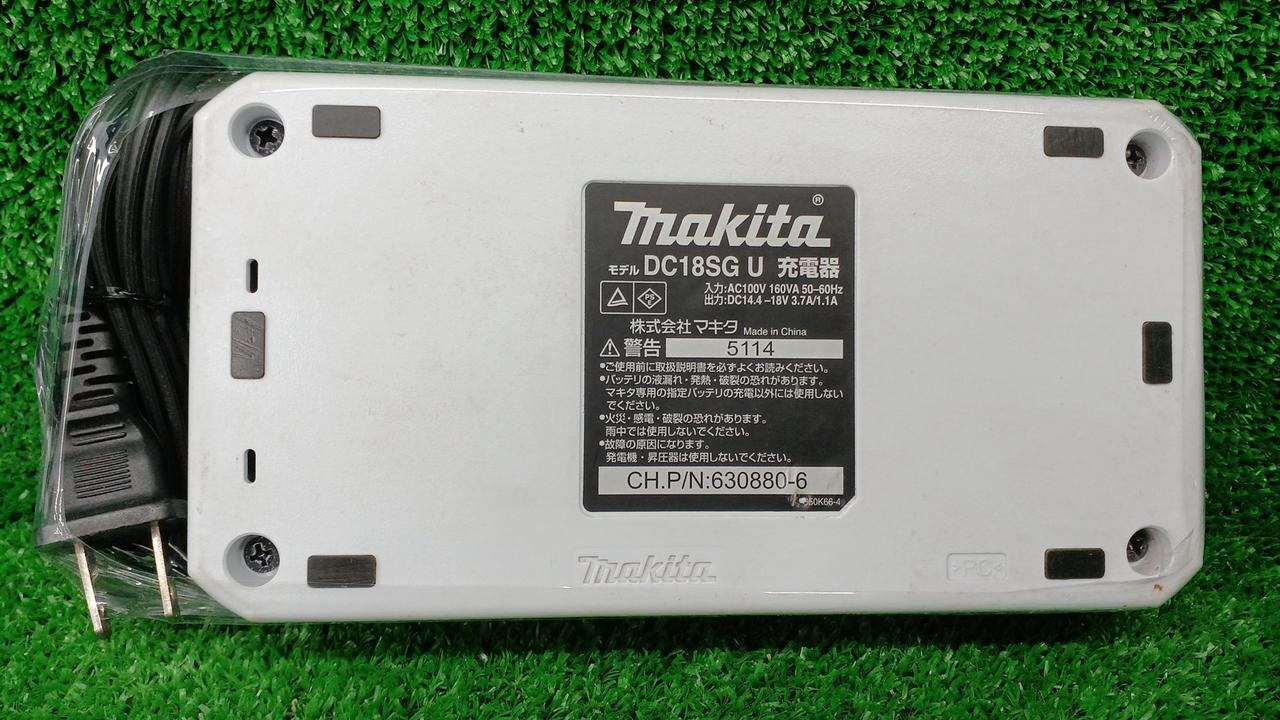 makita®
モデル DC18SG U 充電器
入力:AC100V 160VA 50–60Hz
出力:DC14.4–18V 3.7A/1.1A
PS
E
株式会社マキタ Made in China
警告 5114
•ご使用前に取扱説明書を必ずよくお読みください。
•バッテリの液漏れ・発熱・破裂の恐れがあります。
マキタ専用の指定バッテリの充電以外には使用しない
でください。
•火災・感電・破裂の恐れがあります。
雨中では使用しないでください。
•故障の原因になります。
発電機・昇圧器は使用しないでください。
CH.P/N:630880-6
makita
>PC<